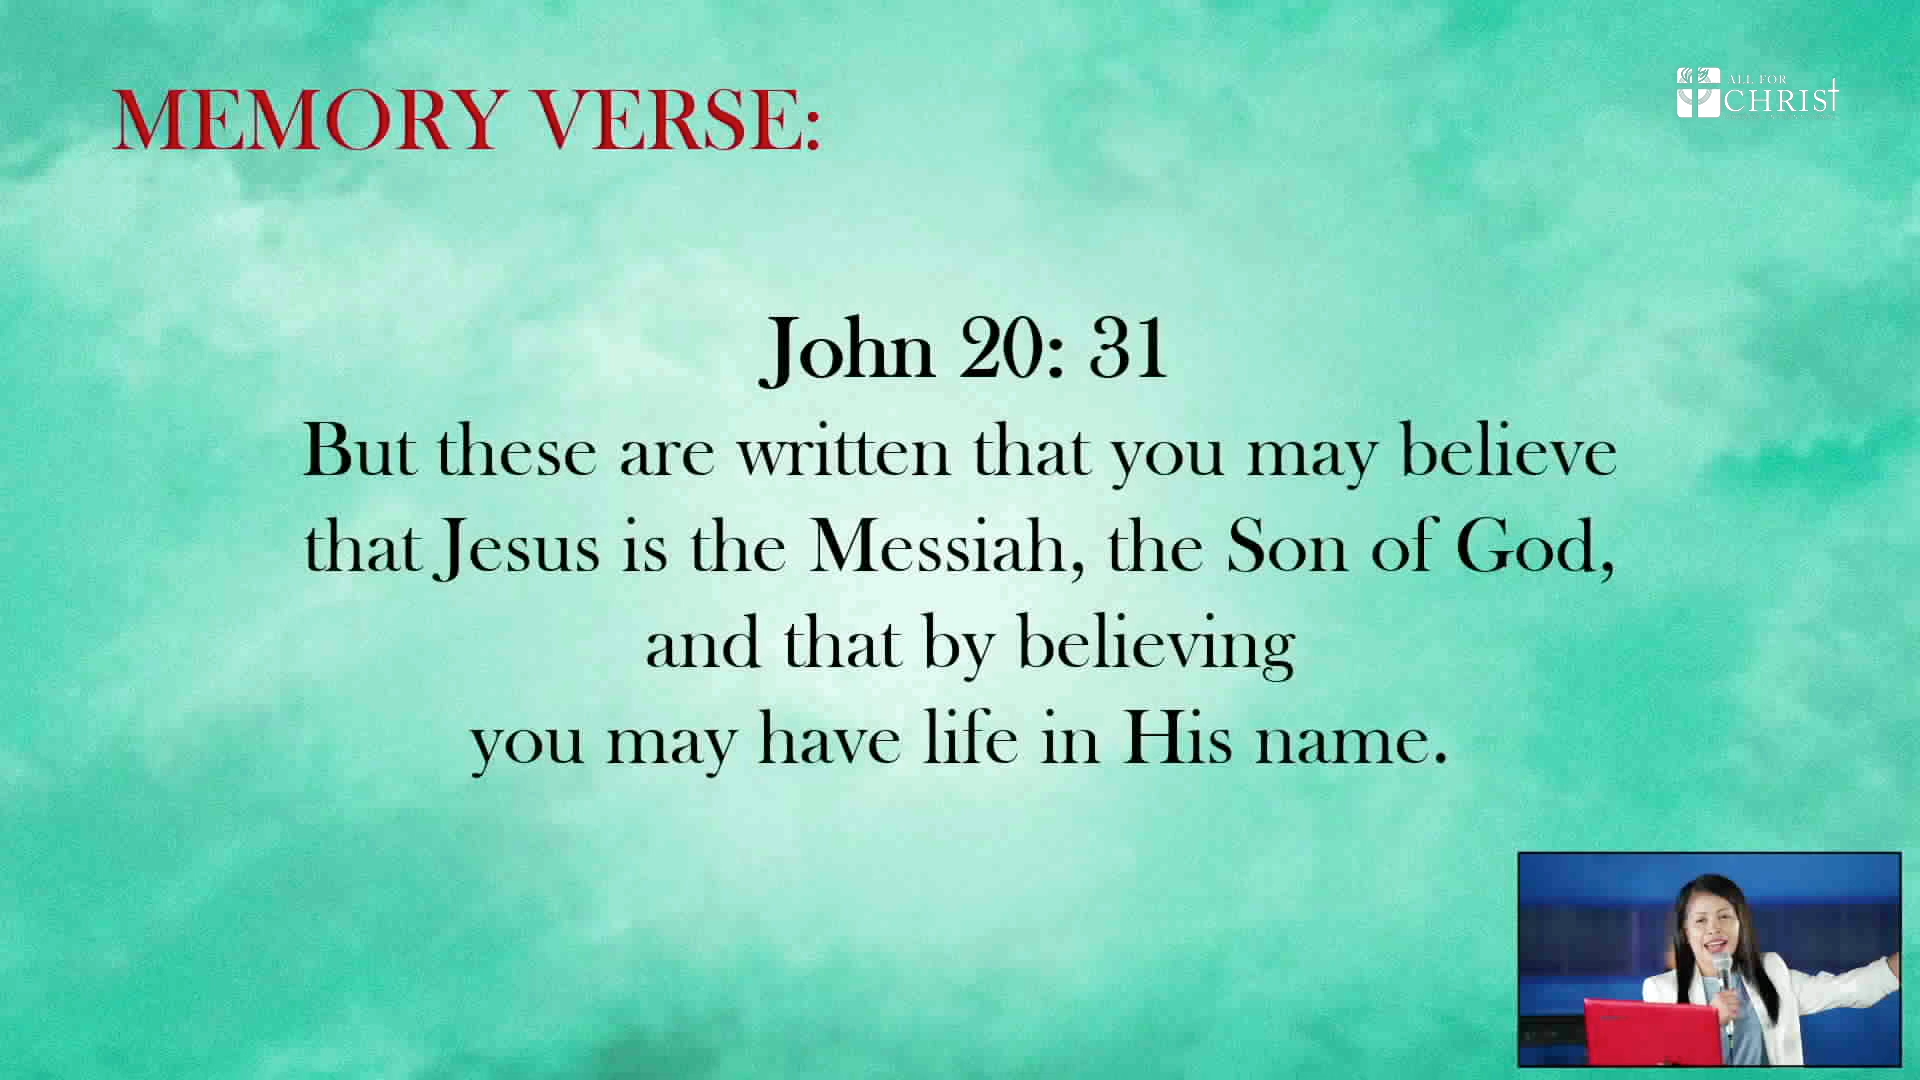 MEMORY VERSE:
ALL FOR
CHRIST
John 20: 31
But these are written that you may believe
that Jesus is the Messiah, the Son of God,
and that by believing
you may have life in His name.